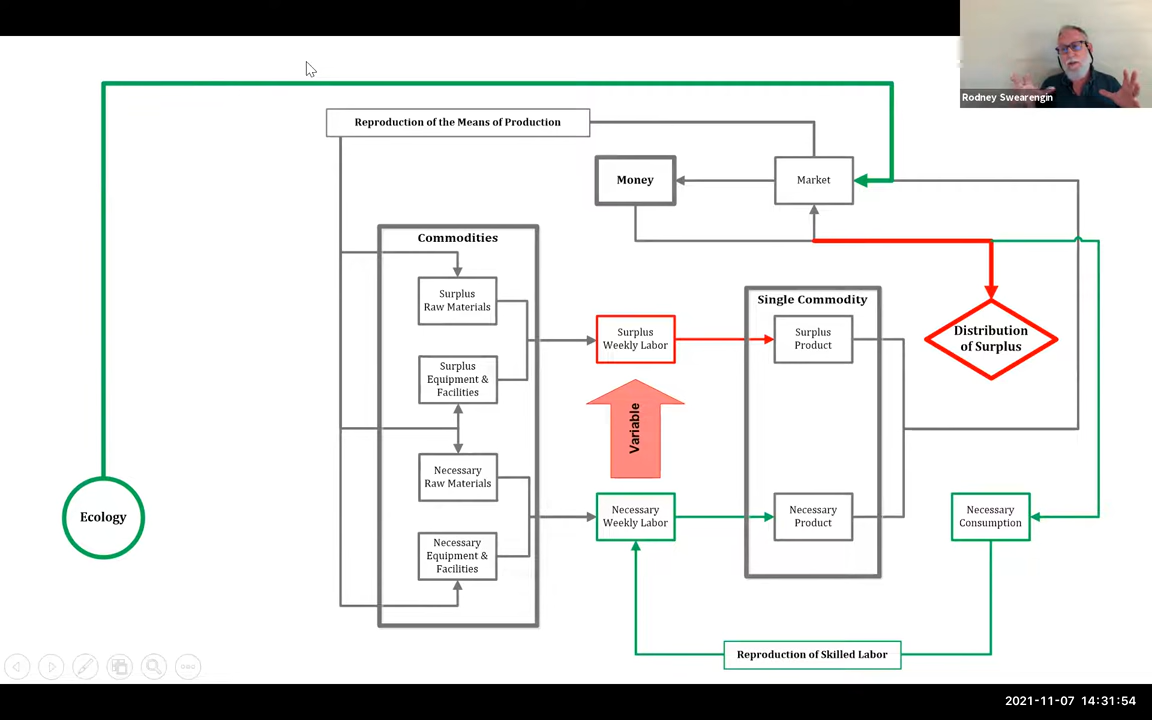 Rodney Swearengin
Reproduction of the Means of Production
Money
Market
Commodities
Surplus
Raw Materials
Surplus
Equipment &
Facilities
Necessary
Raw Materials
Necessary
Equipment &
Facilities
Surplus
Weekly Labor
Variable
Necessary
Weekly Labor
Single Commodity
Surplus
Product
Necessary
Product
Distribution
of Surplus
Necessary
Consumption
Ecology
Reproduction of Skilled Labor
2021-11-07 14:31:54